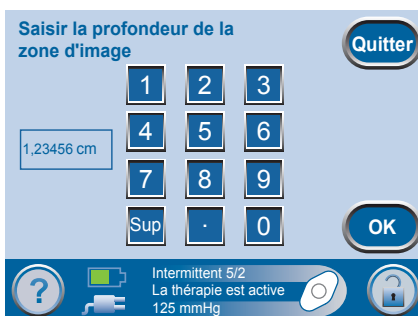 Saisir la profondeur de la
zone d'image
Quitter
1 2 3
1,23456 cm
4 5 6
7 8 9
Sup . 0
OK
?
Intermittent 5/2
La thérapie est active
125 mmHg